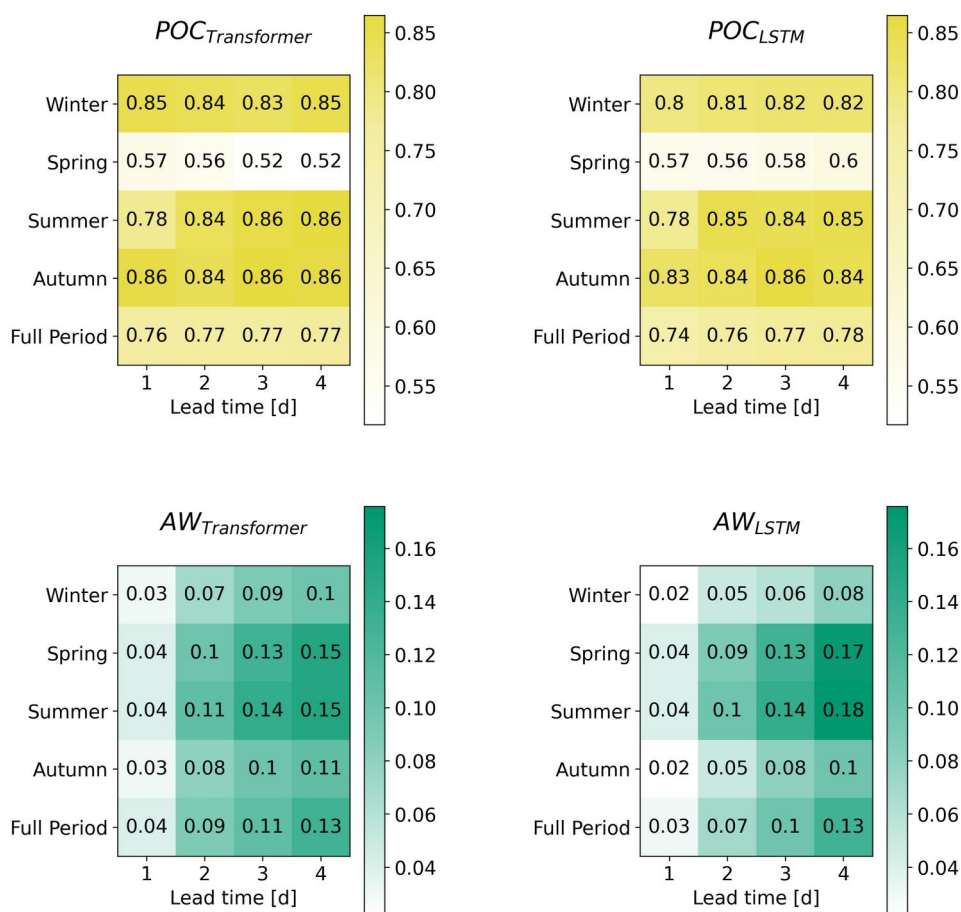 POC_Transformer
0.85
Winter 0.85 0.84 0.83 0.85
0.80
Spring 0.57 0.56 0.52 0.52
0.75
Summer 0.78 0.84 0.86 0.86
0.70
Autumn 0.86 0.84 0.86 0.86
0.65
Full Period 0.76 0.77 0.77 0.77
0.60
0.55
1 2 3 4
Lead time [d]
POC_LSTM
0.85
Winter 0.8 0.81 0.82 0.82
0.80
Spring 0.57 0.56 0.58 0.6
0.75
Summer 0.78 0.85 0.84 0.85
0.70
Autumn 0.83 0.84 0.86 0.84
0.65
Full Period 0.74 0.76 0.77 0.78
0.60
0.55
1 2 3 4
Lead time [d]
AW_Transformer
0.16
Winter 0.03 0.07 0.09 0.1
0.14
Spring 0.04 0.1 0.13 0.15
0.12
Summer 0.04 0.11 0.14 0.15
0.10
Autumn 0.03 0.08 0.1 0.11
0.08
Full Period 0.04 0.09 0.11 0.13
0.06
0.04
1 2 3 4
Lead time [d]
AW_LSTM
0.16
Winter 0.02 0.05 0.06 0.08
0.14
Spring 0.04 0.09 0.13 0.17
0.12
Summer 0.04 0.1 0.14 0.18
0.10
Autumn 0.02 0.05 0.08 0.1
0.08
Full Period 0.03 0.07 0.1 0.13
0.06
0.04
1 2 3 4
Lead time [d]